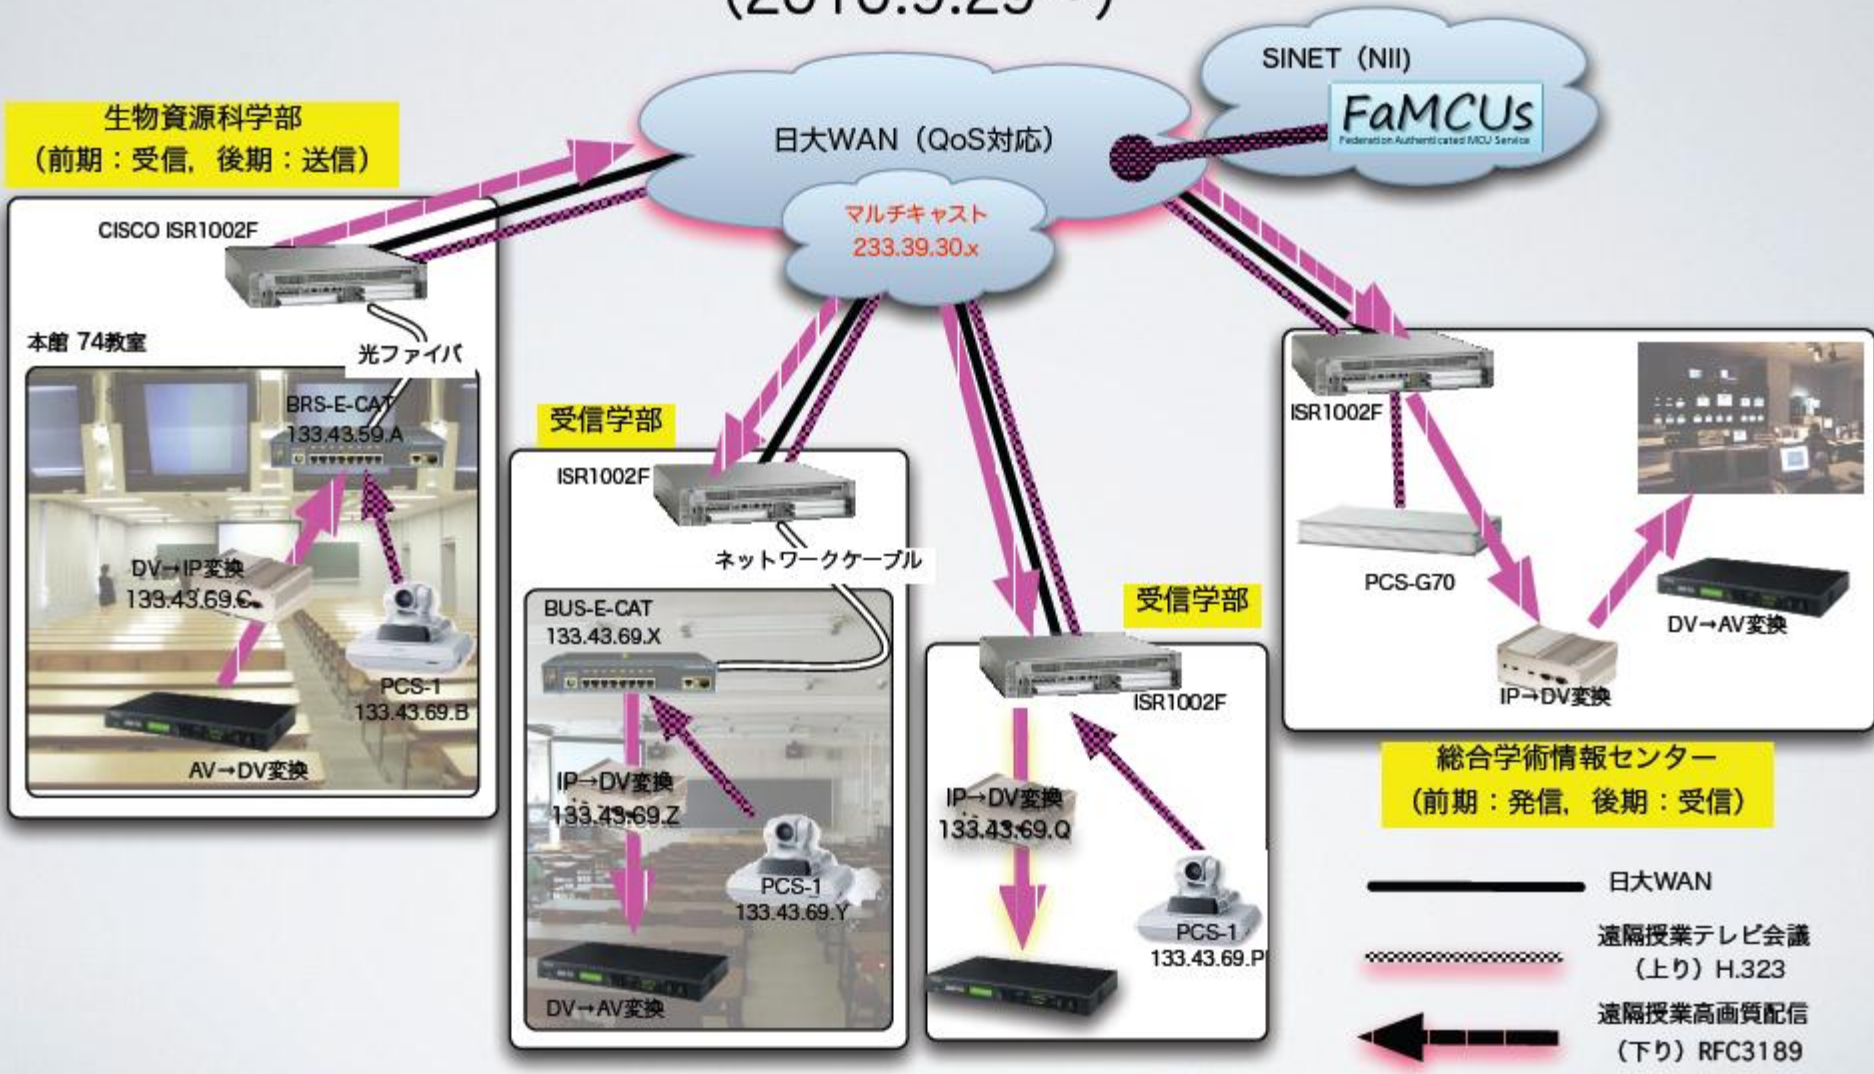 SINET（NII)
FaMCUs
Federation Authenticated MCU Service
日大WAN（QoS対応）
マルチキャスト
233.39.30.x
生物資源科学部
（前期：受信，後期：送信）
CISCO ISR1002F
本館 74教室
光ファイバ
BRS-E-CAT
133.43.59.A
DV→IP変換
133.43.69.C
PCS-1
133.43.69.B
AV→DV変換
受信学部
ISR1002F
ネットワークケーブル
BUS-E-CAT
133.43.69.X
IP→DV変換
133.43.69.Z
PCS-1
133.43.69.Y
DV→AV変換
受信学部
ISR1002F
IP→DV変換
133.43.69.Q
PCS-1
133.43.69.P
ISR1002F
PCS-G70
DV→AV変換
IP→DV変換
総合学術情報センター
（前期：発信，後期：受信）
日大WAN
遠隔授業テレビ会議
（上り）H.323
遠隔授業高画質配信
（下り）RFC3189